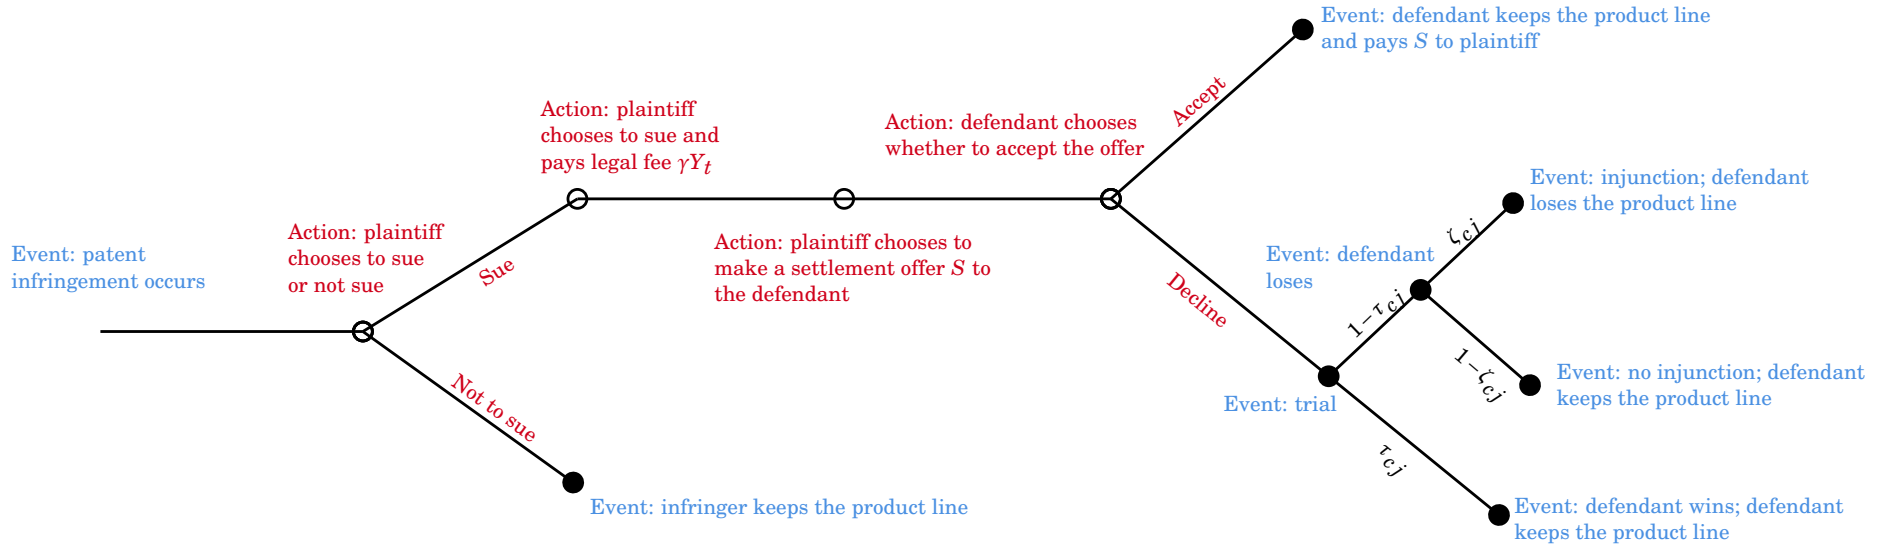 Event: patent
infringement occurs
Action: plaintiff
chooses to sue
or not sue
Sue
Not to sue
Event: infringer keeps the product line
Action: plaintiff
chooses to sue and
pays legal fee γY_t
Action: plaintiff chooses to
make a settlement offer S to
the defendant
Action: defendant chooses
whether to accept the offer
Accept
Decline
Event: defendant keeps the product line
and pays S to plaintiff
Event: trial
1−τ_cj
τ_cj
Event: defendant
loses
ζ_cj
1−ζ_cj
Event: injunction; defendant
loses the product line
Event: no injunction; defendant
keeps the product line
Event: defendant wins; defendant
keeps the product line